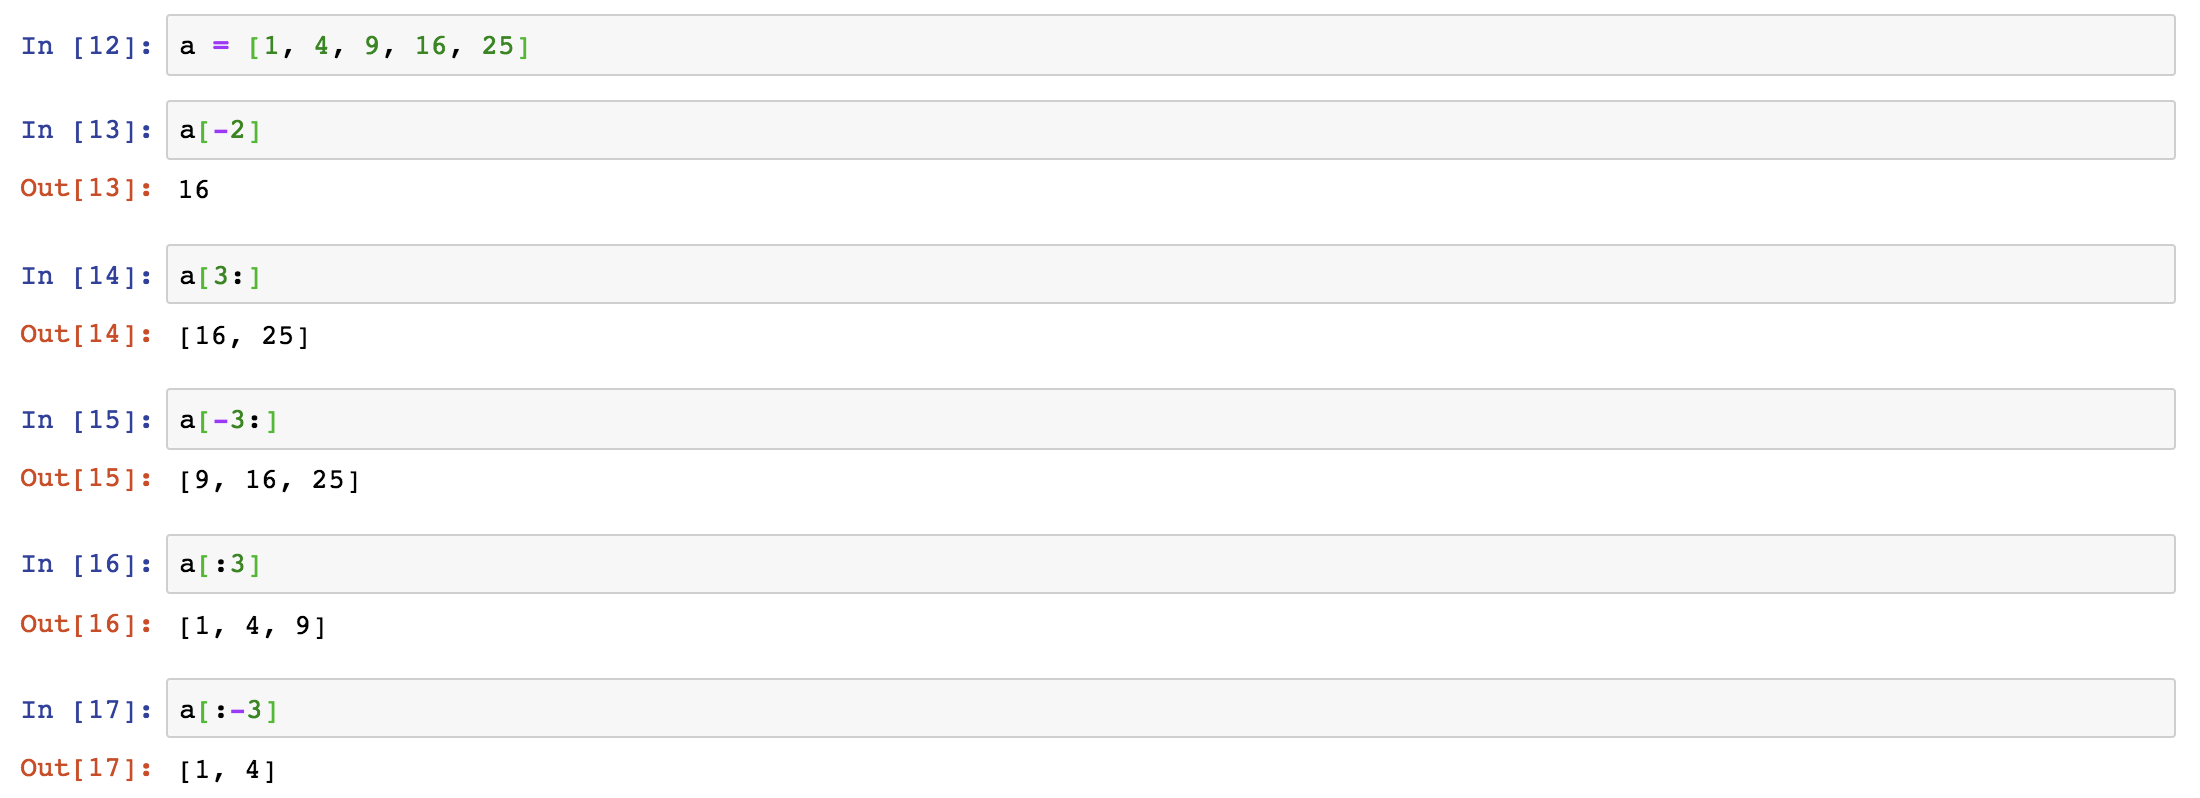 In [12]: a = [1, 4, 9, 16, 25]
In [13]: a[-2]
Out[13]: 16
In [14]: a[3:]
Out[14]: [16, 25]
In [15]: a[-3:]
Out[15]: [9, 16, 25]
In [16]: a[:3]
Out[16]: [1, 4, 9]
In [17]: a[:-3]
Out[17]: [1, 4]